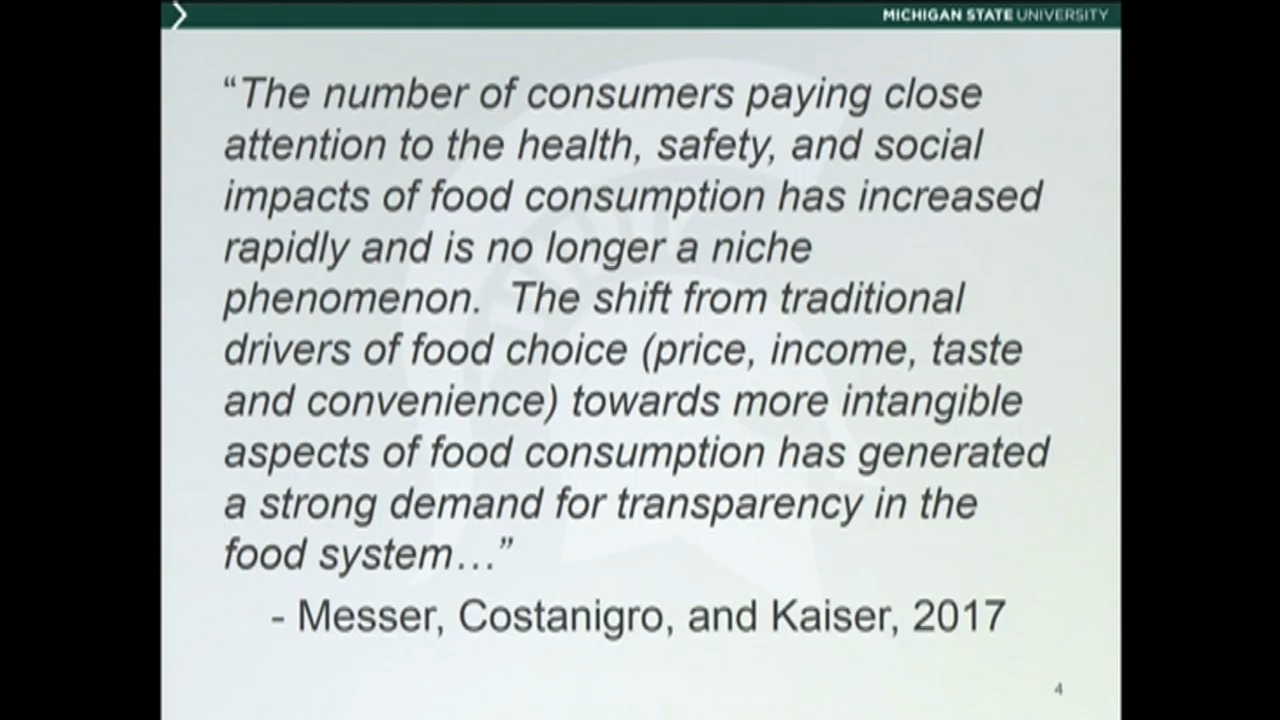 MICHIGAN STATE UNIVERSITY
“The number of consumers paying close
attention to the health, safety, and social
impacts of food consumption has increased
rapidly and is no longer a niche
phenomenon.  The shift from traditional
drivers of food choice (price, income, taste
and convenience) towards more intangible
aspects of food consumption has generated
a strong demand for transparency in the
food system…”
- Messer, Costanigro, and Kaiser, 2017
4